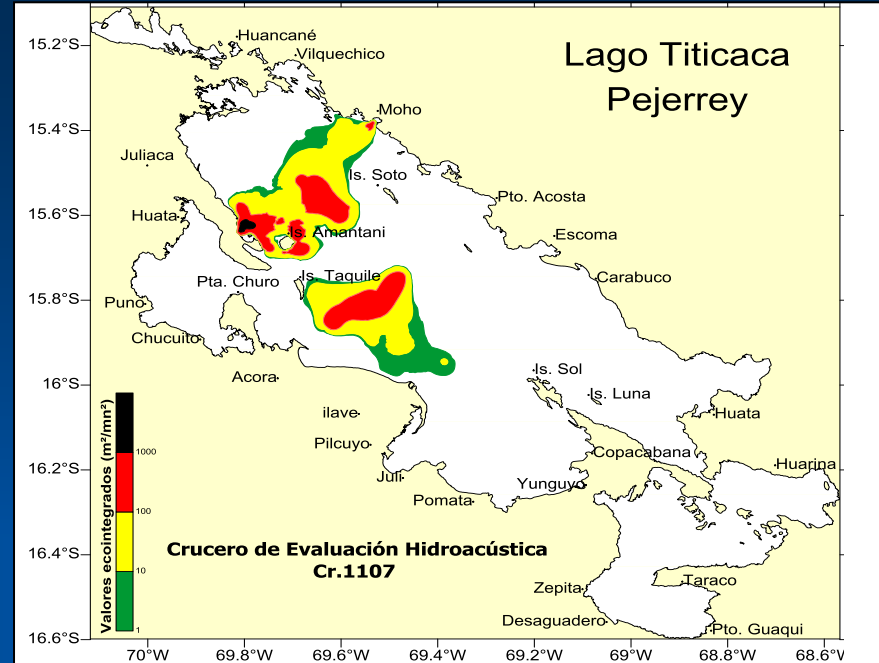 Lago Titicaca
Pejerrey
15.2°S
15.4°S
15.6°S
15.8°S
16°S
16.2°S
16.4°S
16.6°S
70°W
69.8°W
69.6°W
69.4°W
69.2°W
69°W
68.8°W
68.6°W
Huancané
Vilquechico
Moho
Juliaca
Is. Soto
Pto. Acosta
Huata
Is. Amantani
Escoma
Is. Taquile
Carabuco
Pta. Churo
Puno
Chucuito
Acora
Is. Sol
Is. Luna
ilave
Huata
Pilcuyo
Copacabana
Huarina
Juli
Yunguyo
Pomata
Zepita
Taraco
Desaguadero
Pto. Guaqui
Valores ecointegrados (m²/mn²)
1000
100
10
1
Crucero de Evaluación Hidroacústica
Cr.1107